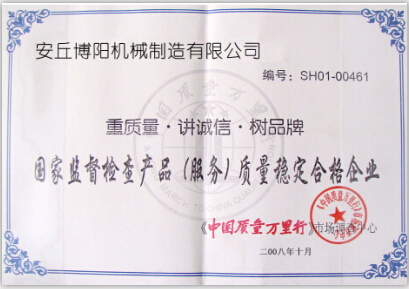 安丘博阳机械制造有限公司
编号：SH01-00461
重质量·讲诚信·树品牌
国家监督检查产品（服务）质量稳定合格企业
《中国质量万里行》市场调查中心
二00八年十月